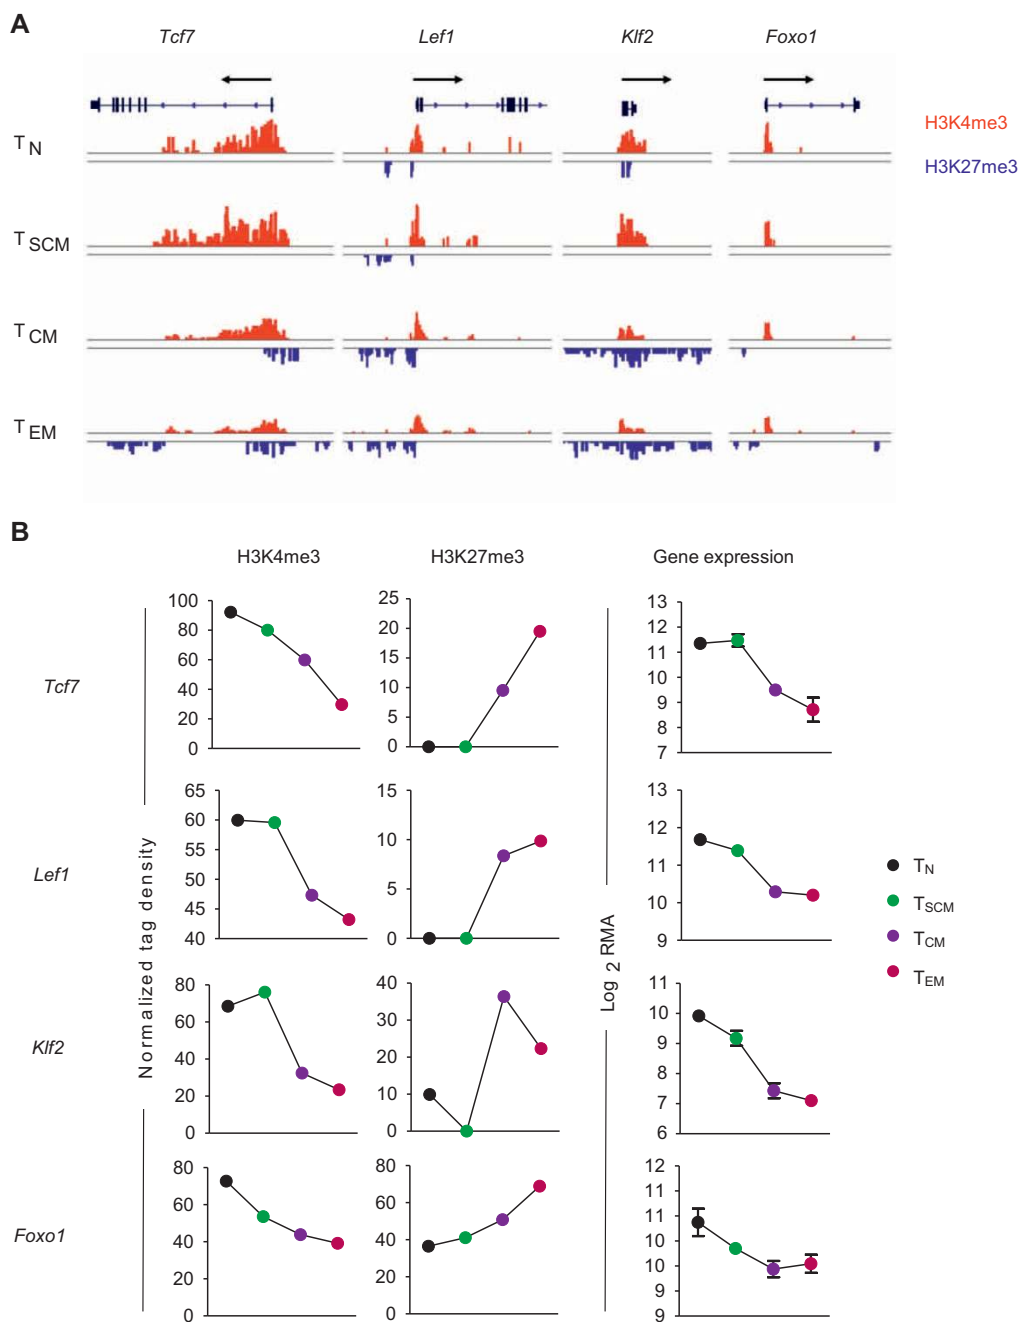 A
Tcf7 Lef1 Klf2 Foxo1
H3K4me3
H3K27me3
T N
T SCM
T CM
T EM
B
H3K4me3 H3K27me3 Gene expression
Tcf7
100 80 60 40 20 0
25 20 15 10 5 0
13 12 11 10 9 8 7
Lef1
65 60 55 50 45 40
15 10 5 0
13 12 11 10 9
Klf2
80 60 40 20 0
40 30 20 10 0
11 10 9 8 7 6
Foxo1
80 60 40 20 0
80 60 40 20 0
12 11 11 10 10 9 9
Normalized tag density
Log 2 RMA
TN
TSCM
TCM
TEM